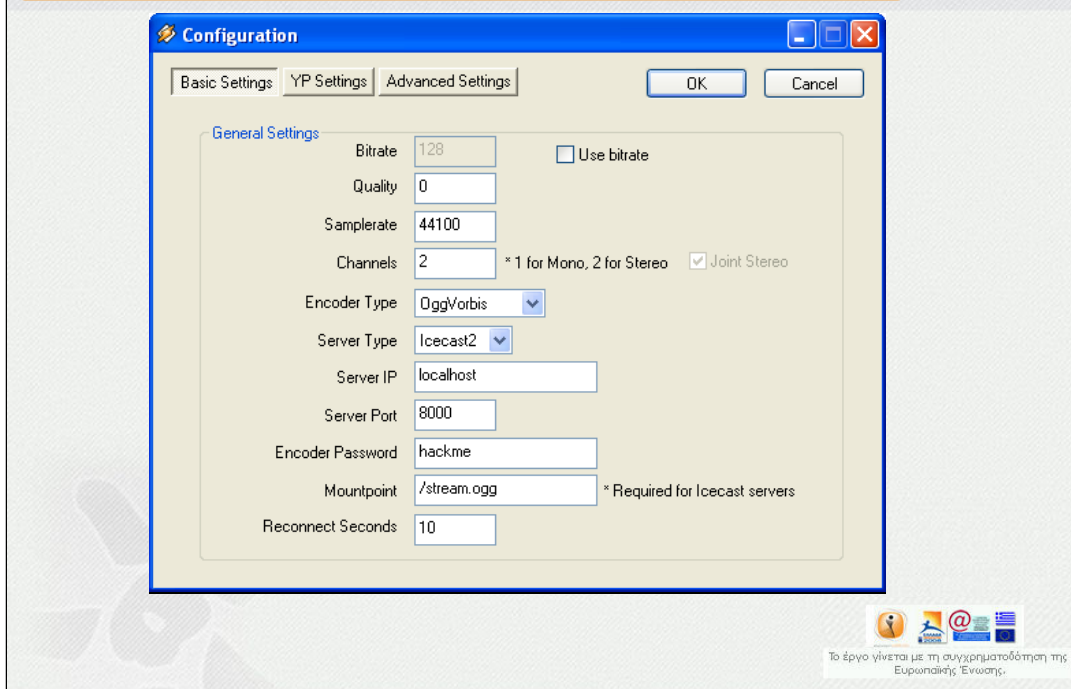 Configuration
Basic Settings YP Settings Advanced Settings OK Cancel
General Settings
Bitrate 128 Use bitrate
Quality 0
Samplerate 44100
Channels 2 * 1 for Mono, 2 for Stereo Joint Stereo
Encoder Type OggVorbis
Server Type Icecast2
Server IP localhost
Server Port 8000
Encoder Password hackme
Mountpoint /stream.ogg * Required for Icecast servers
Reconnect Seconds 10
Το έργο γίνεται με τη συγχρηματοδότηση της
Ευρωπαϊκής Ένωσης.